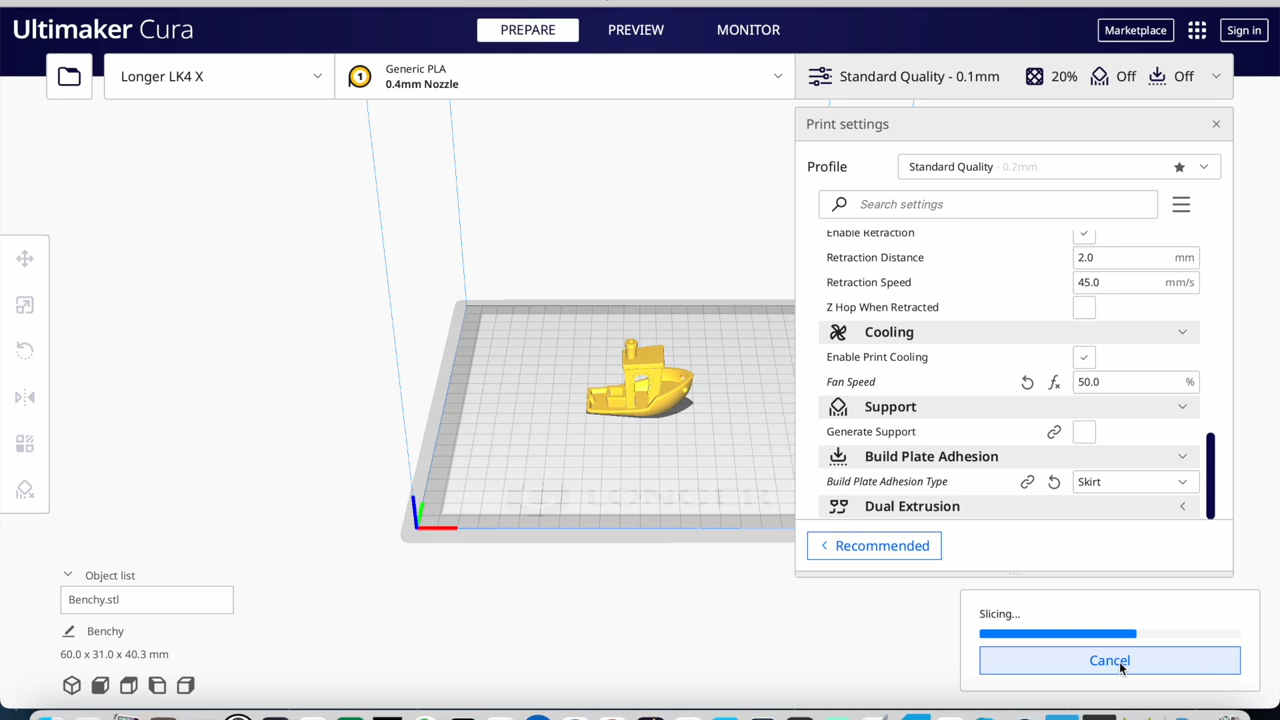 Ultimaker Cura
PREPARE
PREVIEW
MONITOR
Marketplace
Sign in
Longer LK4 X
1
Generic PLA
0.4mm Nozzle
Standard Quality - 0.1mm
20%
Off
Off
Print settings
Profile
Standard Quality - 0.2mm
Search settings
Enable Retraction
Retraction Distance
2.0 mm
Retraction Speed
45.0 mm/s
Z Hop When Retracted
Cooling
Enable Print Cooling
Fan Speed
50.0 %
Support
Generate Support
Build Plate Adhesion
Build Plate Adhesion Type
Skirt
Dual Extrusion
Recommended
Object list
Benchy.stl
Benchy
60.0 x 31.0 x 40.3 mm
Slicing...
Cancel